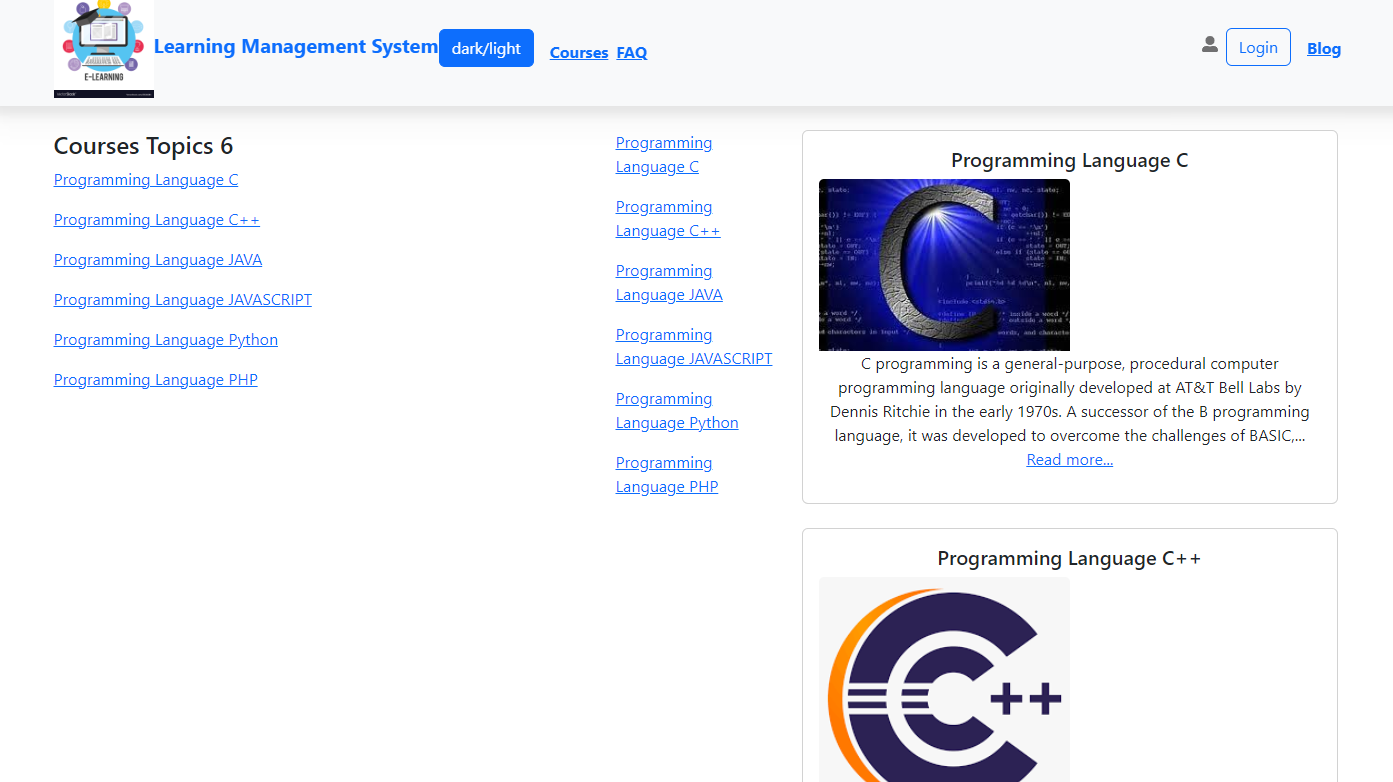 E-LEARNING
Learning Management System
dark/light
Courses
FAQ
Login
Blog
Courses Topics 6
Programming Language C
Programming Language C++
Programming Language JAVA
Programming Language JAVASCRIPT
Programming Language Python
Programming Language PHP
Programming
Language C
Programming
Language C++
Programming
Language JAVA
Programming
Language JAVASCRIPT
Programming
Language Python
Programming
Language PHP
Programming Language C
C programming is a general-purpose, procedural computer
programming language originally developed at AT&T Bell Labs by
Dennis Ritchie in the early 1970s. A successor of the B programming
language, it was developed to overcome the challenges of BASIC,...
Read more...
Programming Language C++
C++